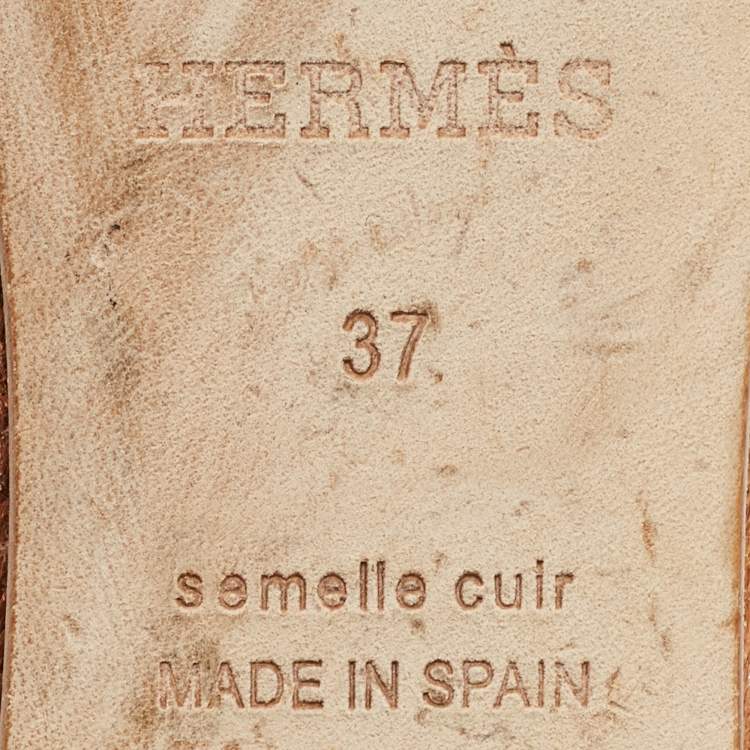 HERMÈS
37.
semelle cuir
MADE IN SPAIN